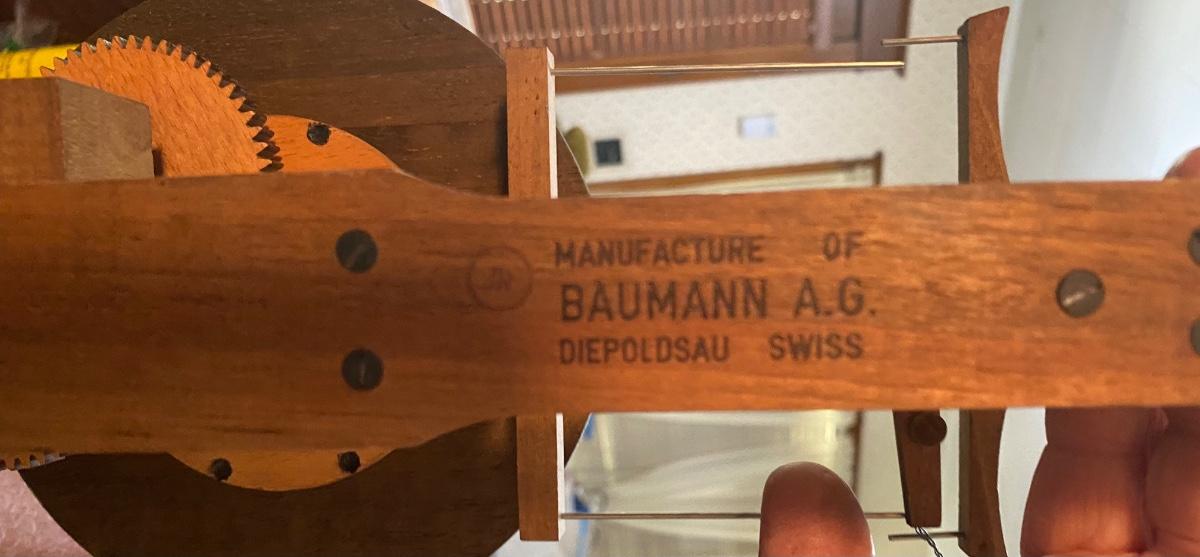 MANUFACTURE OF
BAUMANN A.G.
DIEPOLDSAU SWISS